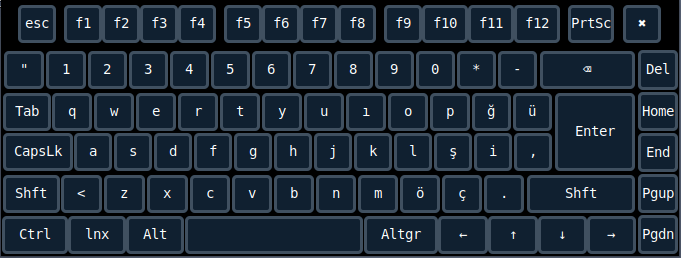 esc f1 f2 f3 f4 f5 f6 f7 f8 f9 f10 f11 f12 PrtSc ✖
" 1 2 3 4 5 6 7 8 9 0 * - ⌫ Del
Tab q w e r t y u ı o p ğ ü Enter Home
CapsLk a s d f g h j k l ş i , End
Shft < z x c v b n m ö ç . Shft Pgup
Ctrl lnx Alt Altgr ← ↑ ↓ → Pgdn